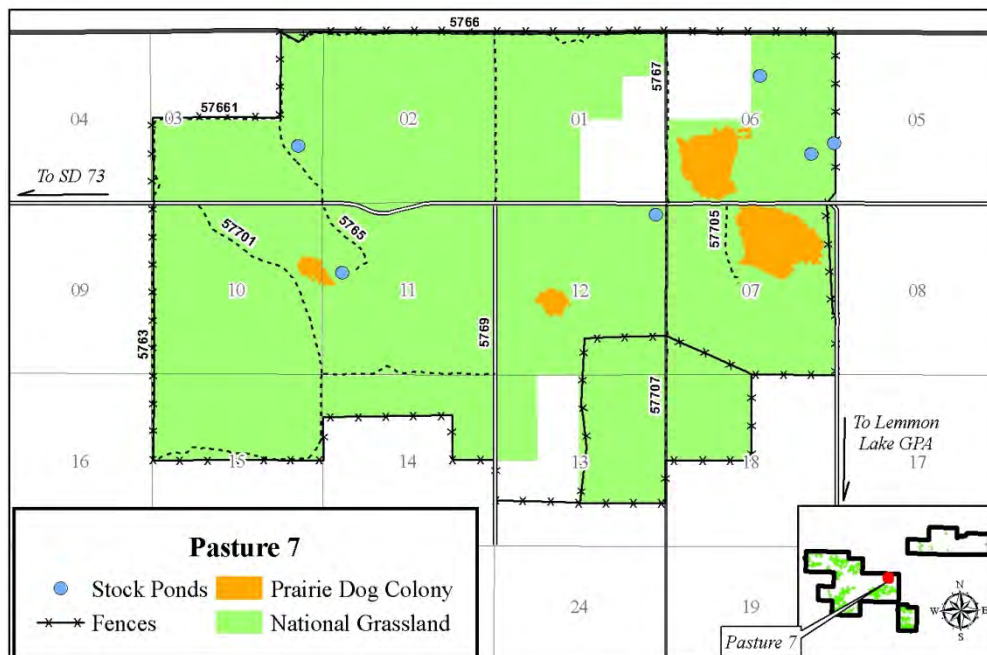 5766
57661
5767
04
03
02
01
06
05
To SD 73
57701
5765
57705
09
10
11
12
07
08
5763
5769
57707
To Lemmon
Lake GPA
16
15
14
13
18
17
24
19
Pasture 7
Stock Ponds
Prairie Dog Colony
Fences
National Grassland
N
W
E
S
Pasture 7